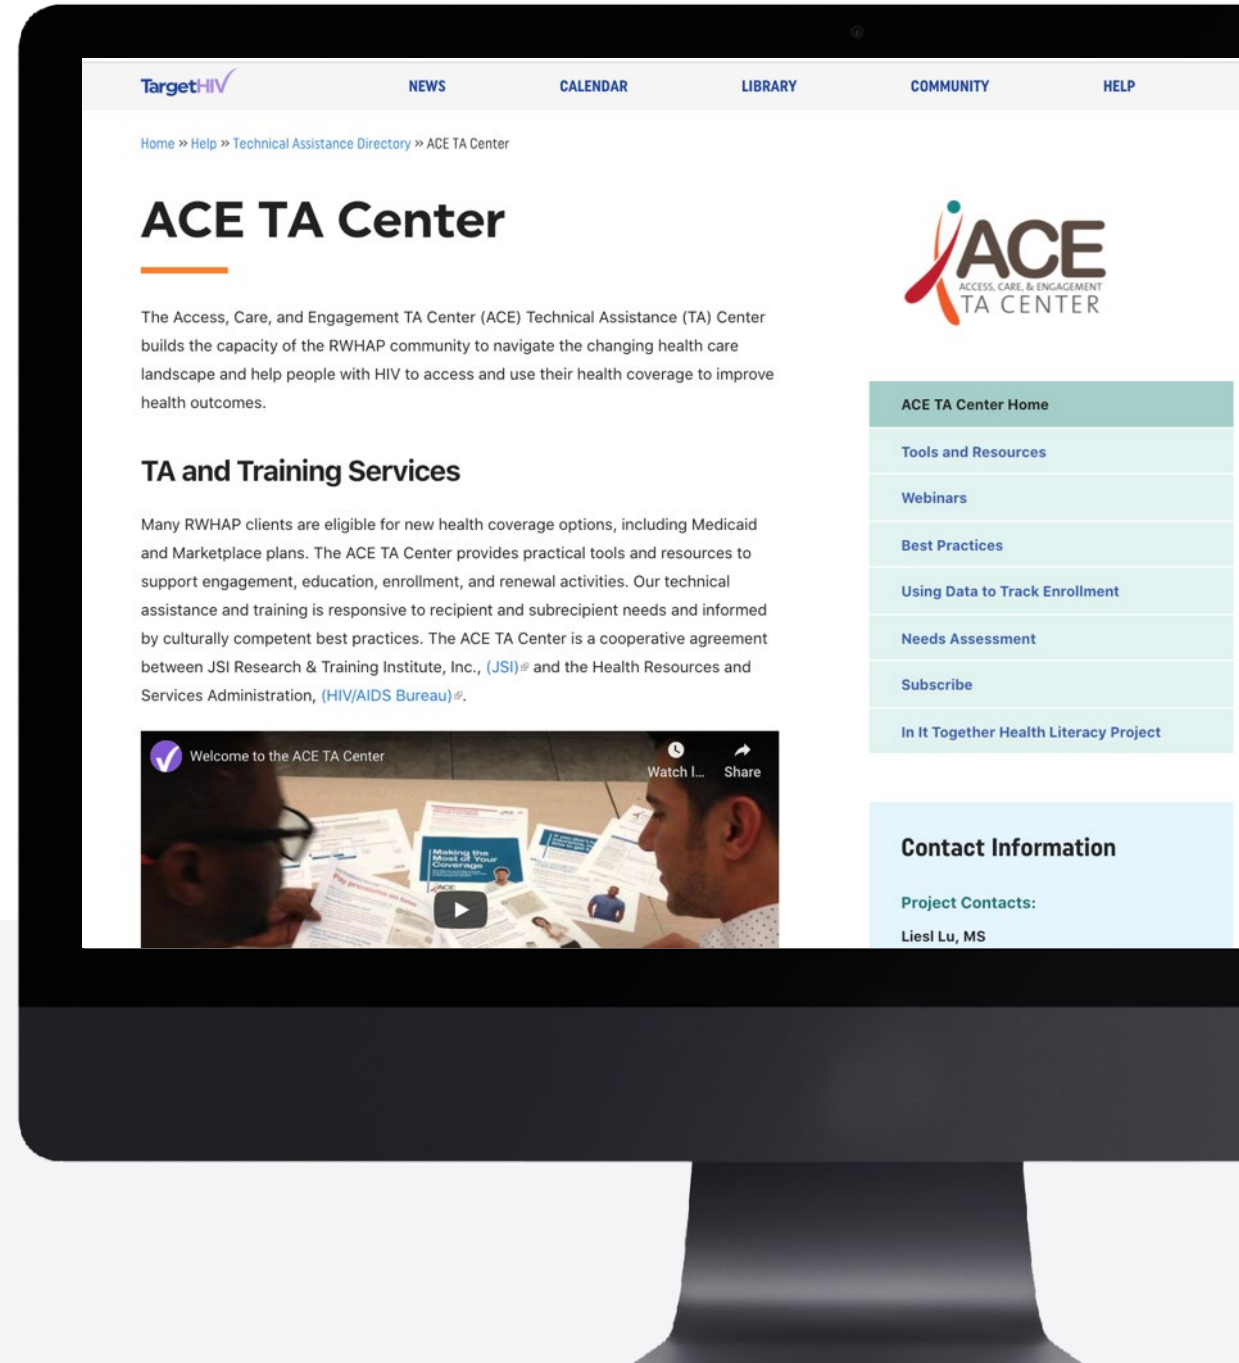 TargetHIV
NEWS
CALENDAR
LIBRARY
COMMUNITY
HELP
Home » Help » Technical Assistance Directory » ACE TA Center
ACE TA Center
The Access, Care, and Engagement TA Center (ACE) Technical Assistance (TA) Center
builds the capacity of the RWHAP community to navigate the changing health care
landscape and help people with HIV to access and use their health coverage to improve
health outcomes.
TA and Training Services
Many RWHAP clients are eligible for new health coverage options, including Medicaid
and Marketplace plans. The ACE TA Center provides practical tools and resources to
support engagement, education, enrollment, and renewal activities. Our technical
assistance and training is responsive to recipient and subrecipient needs and informed
by culturally competent best practices. The ACE TA Center is a cooperative agreement
between JSI Research & Training Institute, Inc., (JSI) and the Health Resources and
Services Administration, (HIV/AIDS Bureau).
Welcome to the ACE TA Center
Watch l...
Share
Making the
Most of Your
Coverage
ACE
Pay premiums on time
ACE
ACCESS, CARE, & ENGAGEMENT
TA CENTER
ACE TA Center Home
Tools and Resources
Webinars
Best Practices
Using Data to Track Enrollment
Needs Assessment
Subscribe
In It Together Health Literacy Project
Contact Information
Project Contacts:
Liesl Lu, MS